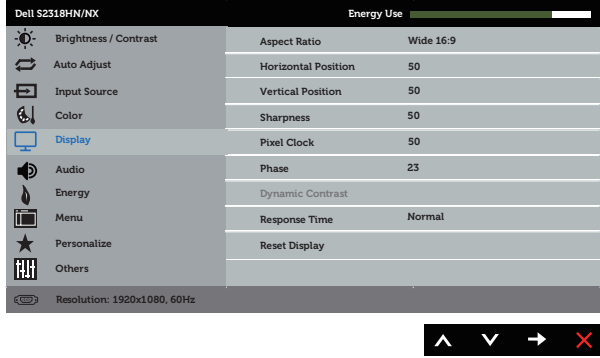 Dell S2318HN/NX Energy Use
Brightness / Contrast
Auto Adjust
Input Source
Color
Display
Audio
Energy
Menu
Personalize
Others
Aspect Ratio Wide 16:9
Horizontal Position 50
Vertical Position 50
Sharpness 50
Pixel Clock 50
Phase 23
Dynamic Contrast
Response Time Normal
Reset Display
Resolution: 1920x1080, 60Hz